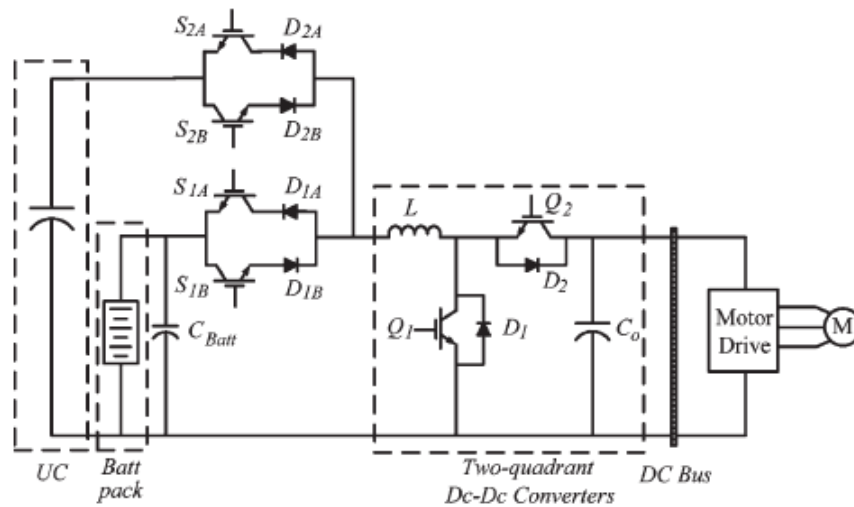 S2A
D2A
S2B
D2B
S1A
D1A
L
Q2
S1B
D1B
D2
CBatt
Q1
D1
Co
Motor
Drive
M
UC
Batt
pack
Two-quadrant
Dc-Dc Converters
DC Bus